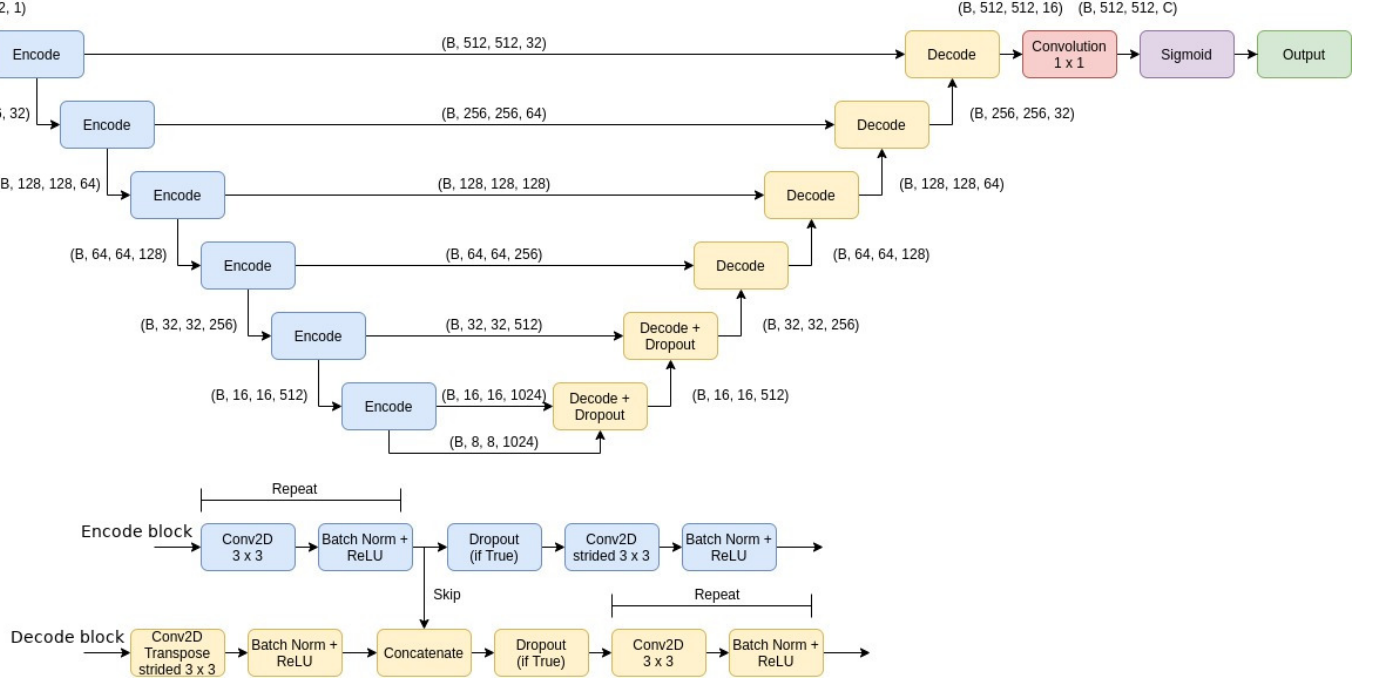 2, 1)
(B, 512, 512, 16)
(B, 512, 512, C)
Encode
(B, 512, 512, 32)
Decode
Convolution
1 x 1
Sigmoid
Output
, 32)
Encode
(B, 256, 256, 64)
Decode
(B, 256, 256, 32)
B, 128, 128, 64)
Encode
(B, 128, 128, 128)
Decode
(B, 128, 128, 64)
(B, 64, 64, 128)
Encode
(B, 64, 64, 256)
Decode
(B, 64, 64, 128)
(B, 32, 32, 256)
Encode
(B, 32, 32, 512)
Decode +
Dropout
(B, 32, 32, 256)
(B, 16, 16, 512)
Encode
(B, 16, 16, 1024)
Decode +
Dropout
(B, 16, 16, 512)
(B, 8, 8, 1024)
Repeat
Encode block
Conv2D
3 x 3
Batch Norm +
ReLU
Dropout
(if True)
Conv2D
strided 3 x 3
Batch Norm +
ReLU
Skip
Repeat
Decode block
Conv2D
Transpose
strided 3 x 3
Batch Norm +
ReLU
Concatenate
Dropout
(if True)
Conv2D
3 x 3
Batch Norm +
ReLU